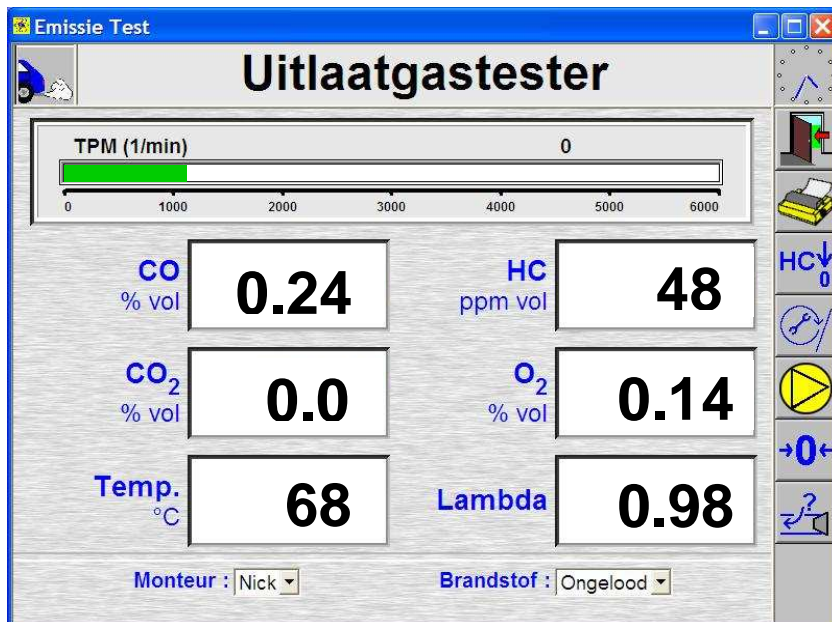 Emissie Test
Uitlaatgastester
TPM (1/min) 0
0 1000 2000 3000 4000 5000 6000
CO
% vol
0.24
HC
ppm vol
48
CO2
% vol
0.0
O2
% vol
0.14
Temp.
°C
68
Lambda
0.98
Monteur : Nick
Brandstof : Ongelood
HC
0
→0←
?